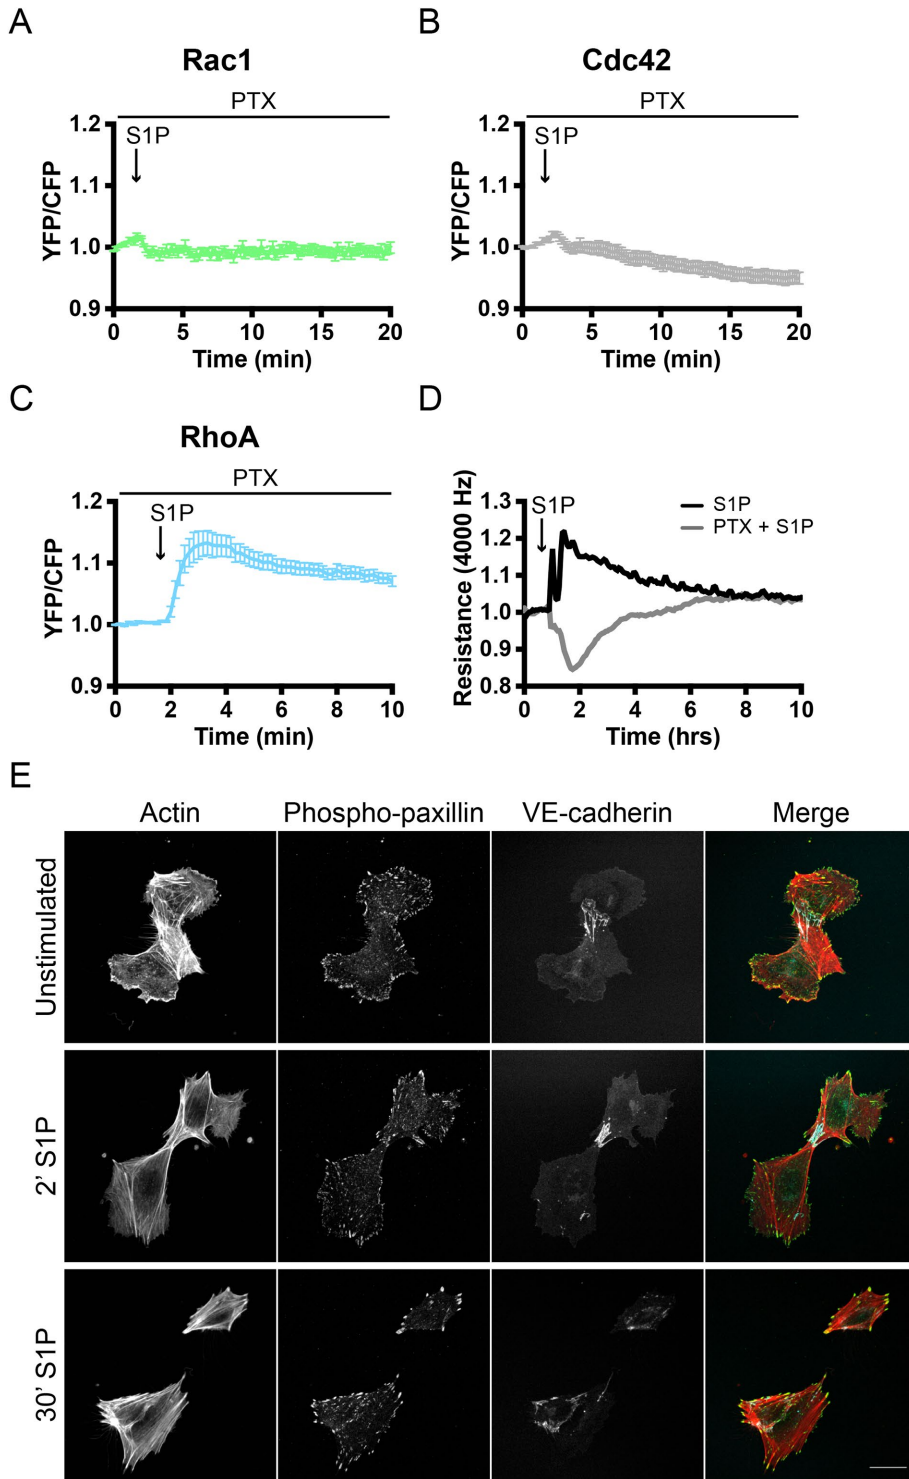 A
Rac1
PTX
S1P
YFP/CFP
1.2
1.1
1.0
0.9
0
5
10
15
20
Time (min)
B
Cdc42
PTX
S1P
YFP/CFP
1.2
1.1
1.0
0.9
0
5
10
15
20
Time (min)
C
RhoA
PTX
S1P
YFP/CFP
1.2
1.1
1.0
0.9
0
2
4
6
8
10
Time (min)
D
S1P
S1P
PTX + S1P
Resistance (4000 Hz)
1.3
1.2
1.1
1.0
0.9
0.8
0
2
4
6
8
10
Time (hrs)
E
Actin
Phospho-paxillin
VE-cadherin
Merge
Unstimulated
2’ S1P
30’ S1P